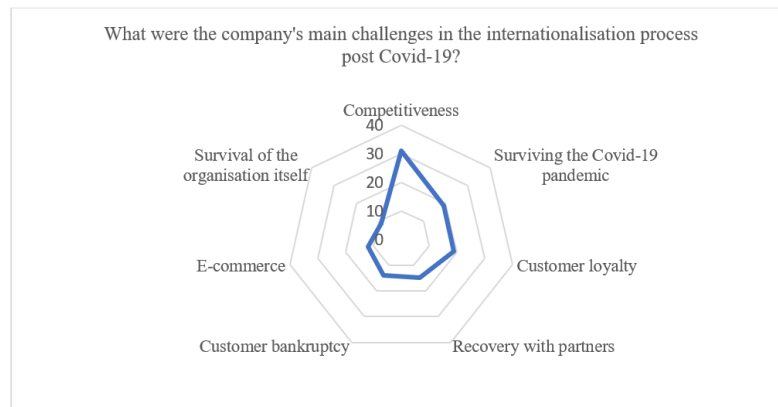 What were the company's main challenges in the internationalisation process
post Covid-19?
Competitiveness
40
30
20
10
0
Surviving the Covid-19
pandemic
Customer loyalty
Recovery with partners
Customer bankruptcy
E-commerce
Survival of the
organisation itself